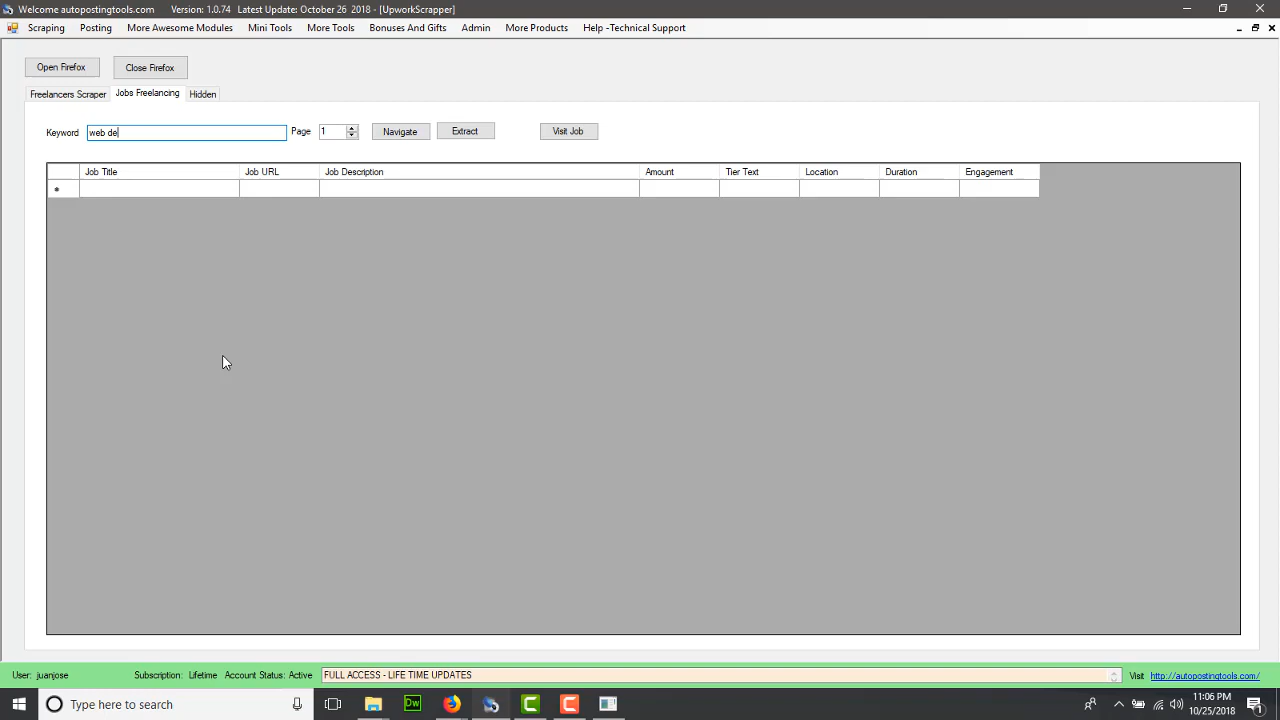 Welcome autopostingtools.com Version: 1.0.74 Latest Update: October 26 2018 - [UpworkScrapper]
Scraping Posting More Awesome Modules Mini Tools More Tools Bonuses And Gifts Admin More Products Help -Technical Support
Open Firefox Close Firefox
Freelancers Scraper Jobs Freelancing Hidden
Keyword web de Page 1 Navigate Extract Visit Job
Job Title Job URL Job Description Amount Tier Text Location Duration Engagement
*
User: juanjose Subscription: Lifetime Account Status: Active FULL ACCESS - LIFE TIME UPDATES Visit http://autopostingtools.com/
Type here to search Dw 11:06 PM
10/25/2018 1